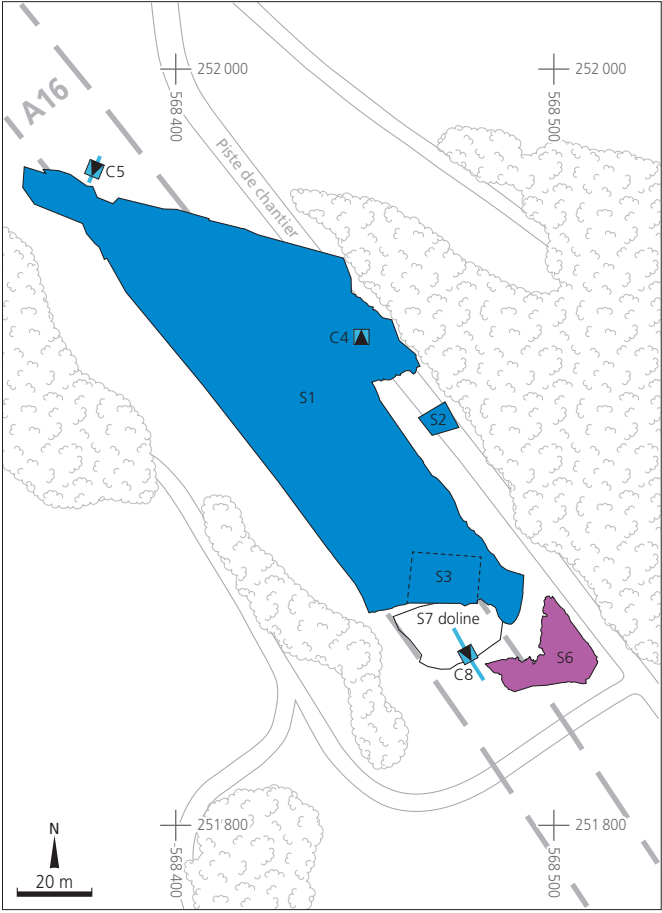 252 000
252 000
568 400
568 500
A16
Piste de chantier
C5
C4
S1
S2
S3
S7 doline
S6
C8
251'800
251 800
568 400
568 500
N
20 m